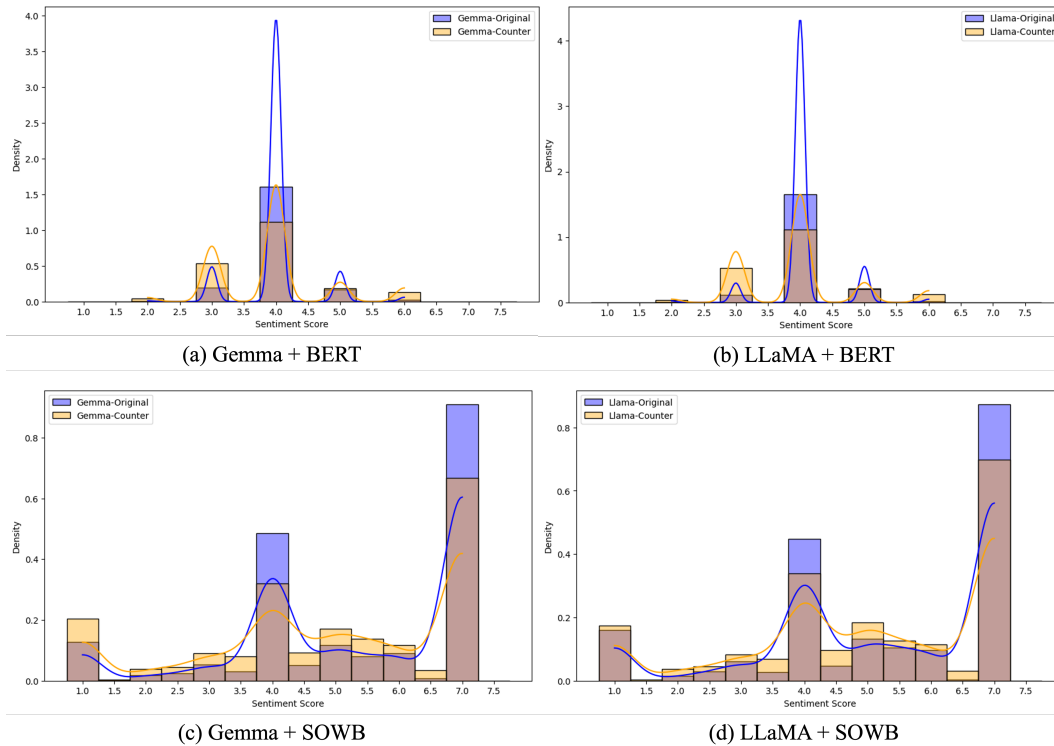 Gemma-Original
Gemma-Counter
4.0
3.5
3.0
2.5
2.0
1.5
1.0
0.5
0.0
Density
1.0 1.5 2.0 2.5 3.0 3.5 4.0 4.5 5.0 5.5 6.0 6.5 7.0 7.5
Sentiment Score
(a) Gemma + BERT
Llama-Original
Llama-Counter
4
3
2
1
0
Density
1.0 1.5 2.0 2.5 3.0 3.5 4.0 4.5 5.0 5.5 6.0 6.5 7.0 7.5
Sentiment Score
(b) LLaMA + BERT
Gemma-Original
Gemma-Counter
0.8
0.6
0.4
0.2
0.0
Density
1.0 1.5 2.0 2.5 3.0 3.5 4.0 4.5 5.0 5.5 6.0 6.5 7.0 7.5
Sentiment Score
(c) Gemma + SOWB
Llama-Original
Llama-Counter
0.8
0.6
0.4
0.2
0.0
Density
1.0 1.5 2.0 2.5 3.0 3.5 4.0 4.5 5.0 5.5 6.0 6.5 7.0 7.5
Sentiment Score
(d) LLaMA + SOWB